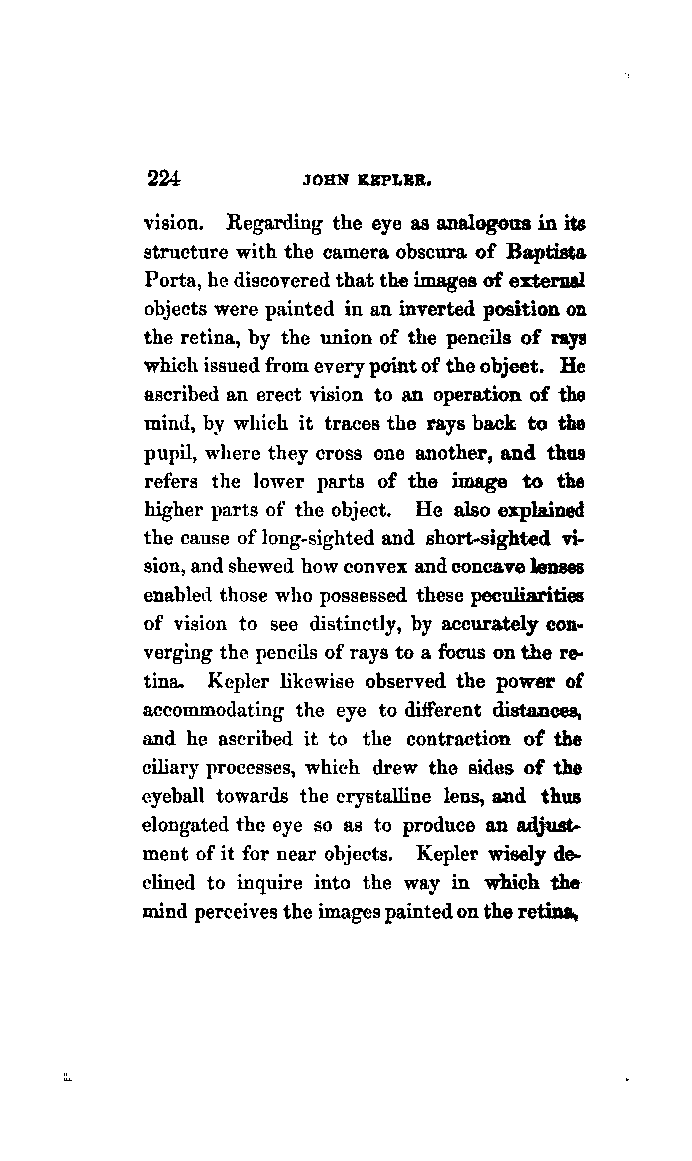 224 JOHN KEPLER.
vision. Regarding the eye as analogous in its
structure with the camera obscura of Baptista
Porta, he discovered that the images of external
objects were painted in an inverted position on
the retina, by the union of the pencils of rays
which issued from every point of the object. He
ascribed an erect vision to an operation of the
mind, by which it traces the rays back to the
pupil, where they cross one another, and thus
refers the lower parts of the image to the
higher parts of the object. He also explained
the cause of long-sighted and short-sighted vi-
sion, and shewed how convex and concave lenses
enabled those who possessed these peculiarities
of vision to see distinctly, by accurately con-
verging the pencils of rays to a focus on the re-
tina. Kepler likewise observed the power of
accommodating the eye to different distances,
and he ascribed it to the contraction of the
ciliary processes, which drew the sides of the
eyeball towards the crystalline lens, and thus
elongated the eye so as to produce an adjust-
ment of it for near objects. Kepler wisely de-
clined to inquire into the way in which the
mind perceives the images painted on the retina,